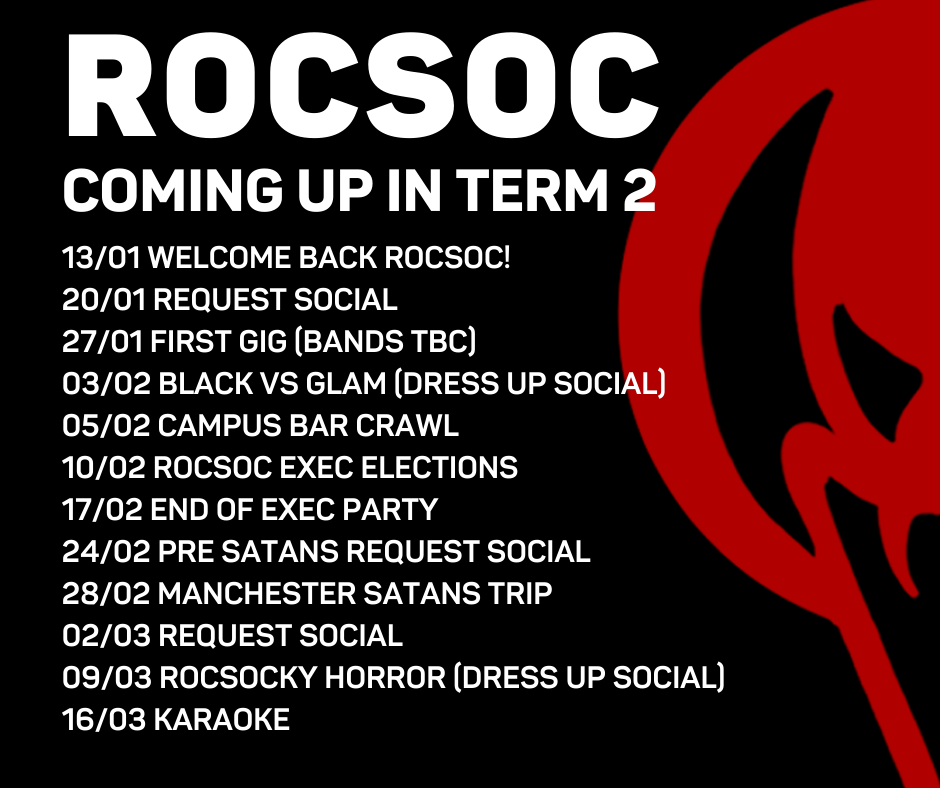 ROCSOC
COMING UP IN TERM 2
13/01 WELCOME BACK ROCSOC!
20/01 REQUEST SOCIAL
27/01 FIRST GIG (BANDS TBC)
03/02 BLACK VS GLAM (DRESS UP SOCIAL)
05/02 CAMPUS BAR CRAWL
10/02 ROCSOC EXEC ELECTIONS
17/02 END OF EXEC PARTY
24/02 PRE SATANS REQUEST SOCIAL
28/02 MANCHESTER SATANS TRIP
02/03 REQUEST SOCIAL
09/03 ROCSOCKY HORROR (DRESS UP SOCIAL)
16/03 KARAOKE